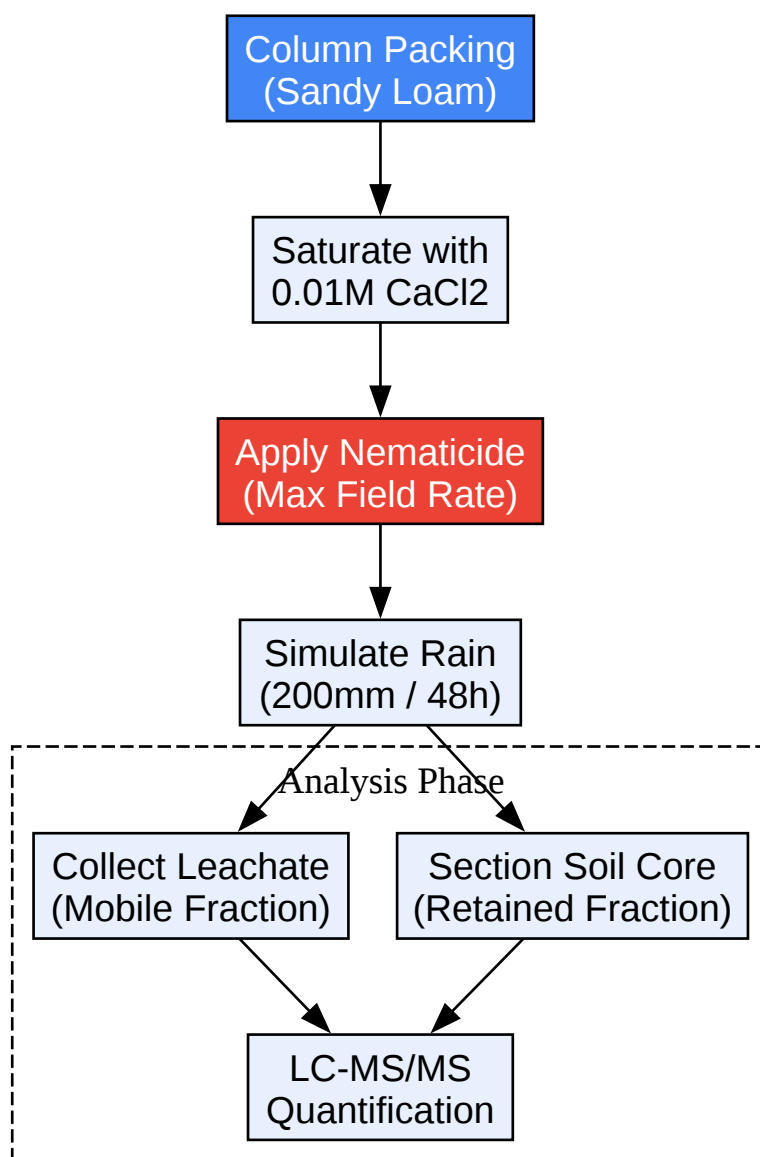 Column Packing
(Sandy Loam)
Saturate with
0.01M CaCl2
Apply Nematicide
(Max Field Rate)
Simulate Rain
(200mm / 48h)
Analysis Phase
Collect Leachate
(Mobile Fraction)
Section Soil Core
(Retained Fraction)
LC-MS/MS
Quantification